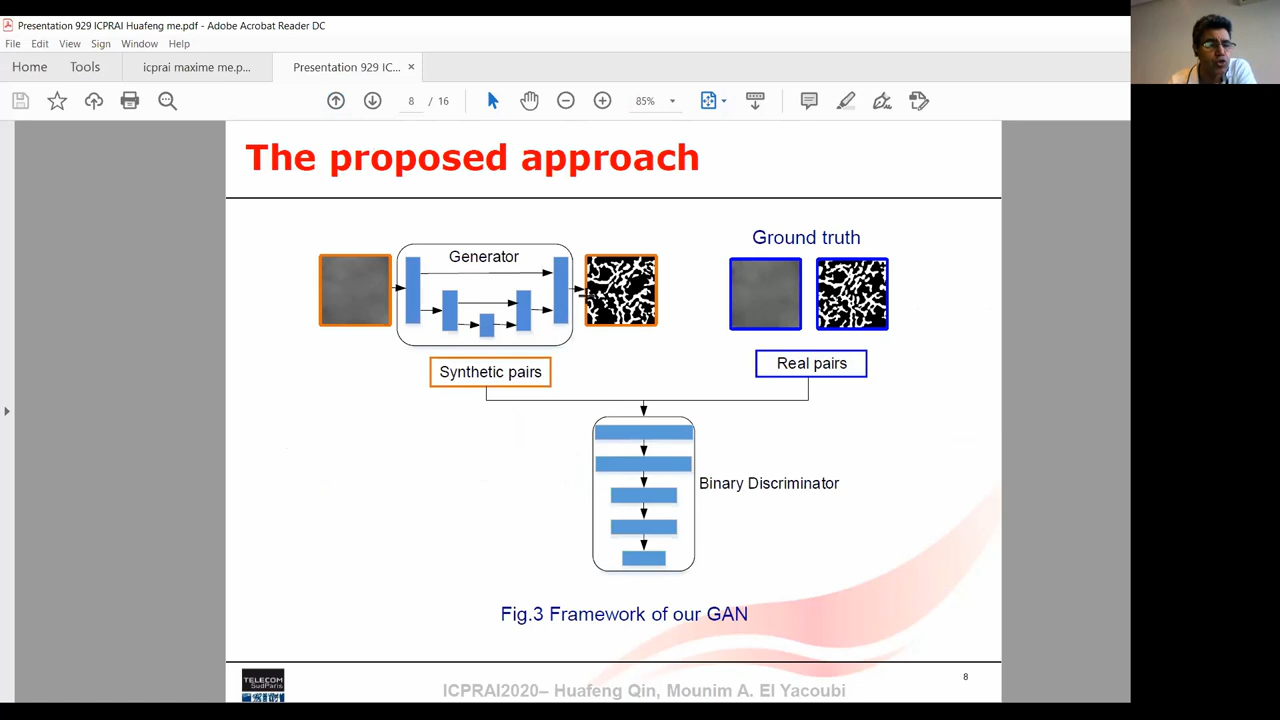 Presentation 929 ICPRAI Huafeng me.pdf - Adobe Acrobat Reader DC
File Edit View Sign Window Help
Home Tools icprai maxime me.p... Presentation 929 IC... ×
8 / 16 85%
The proposed approach
Generator
Ground truth
Synthetic pairs
Real pairs
Binary Discriminator
Fig.3 Framework of our GAN
TELECOM
SudParis
ICPRAI2020– Huafeng Qin, Mounim A. El Yacoubi
8